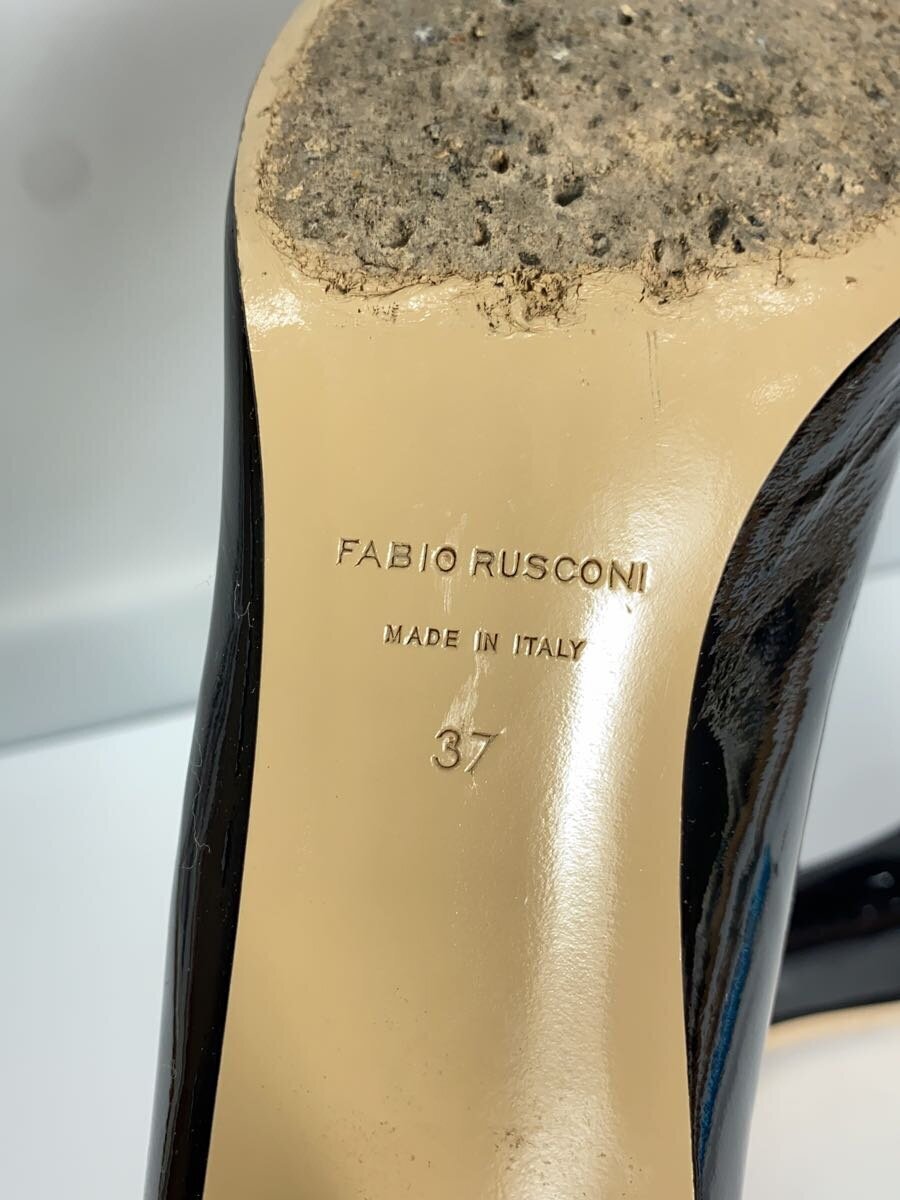 FABIO RUSCONI
MADE IN ITALY
37